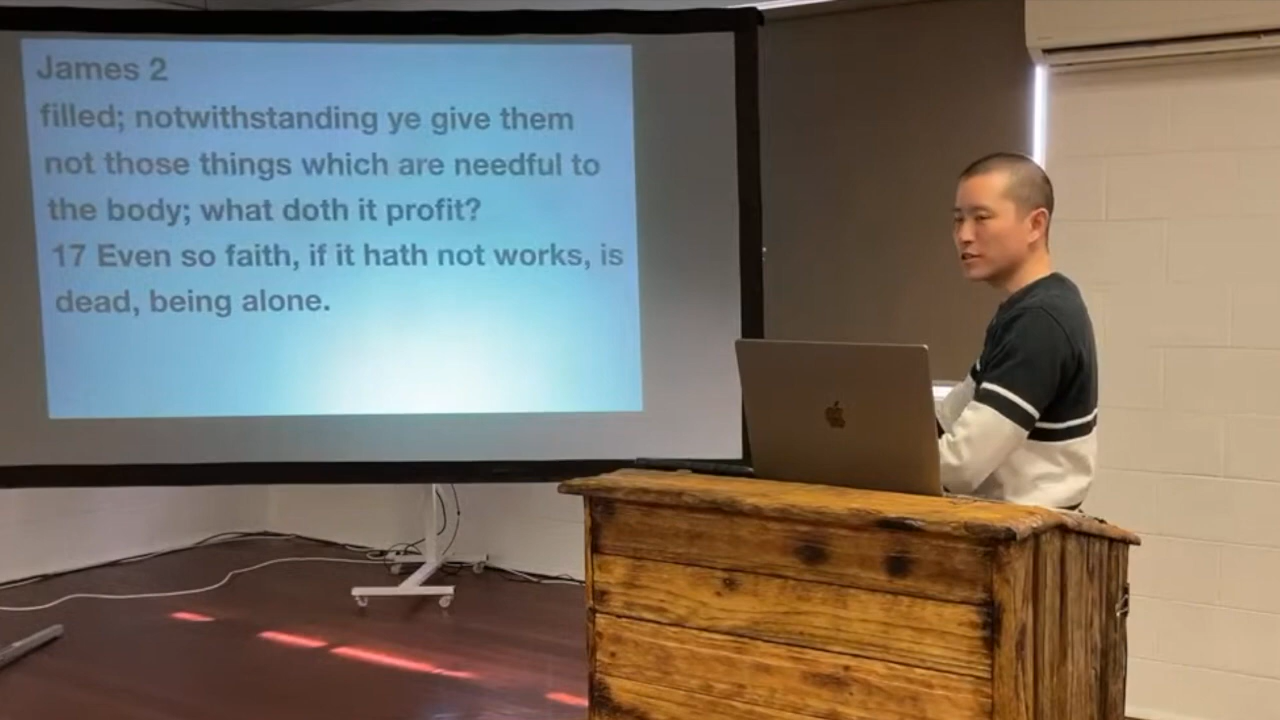 James 2
filled; notwithstanding ye give them
not those things which are needful to
the body; what doth it profit?
17 Even so faith, if it hath not works, is
dead, being alone.